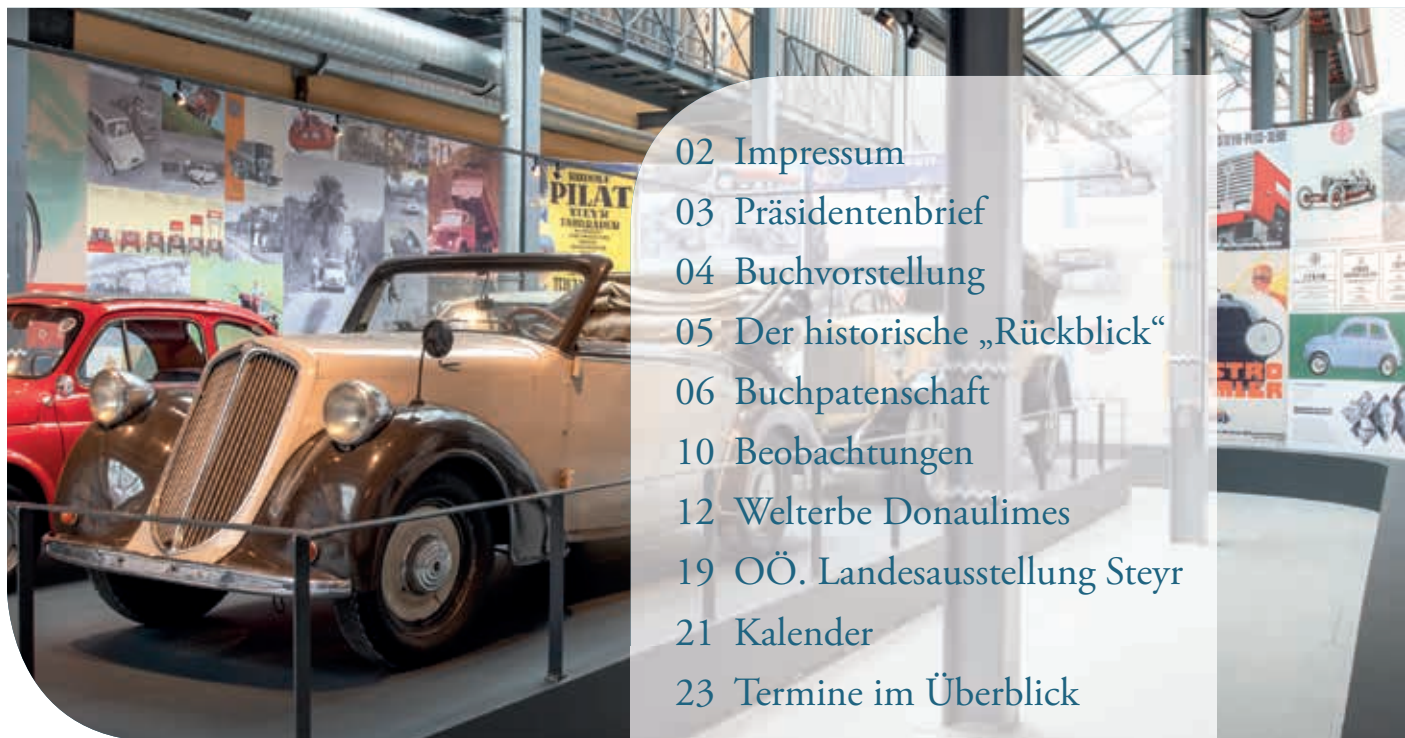 PILAT
02 Impressum
03 Präsidentenbrief
04 Buchvorstellung
05 Der historische „Rückblick“
06 Buchpatenschaft
10 Beobachtungen
12 Welterbe Donaulimes
19 OÖ. Landesausstellung Steyr
21 Kalender
23 Termine im Überblick